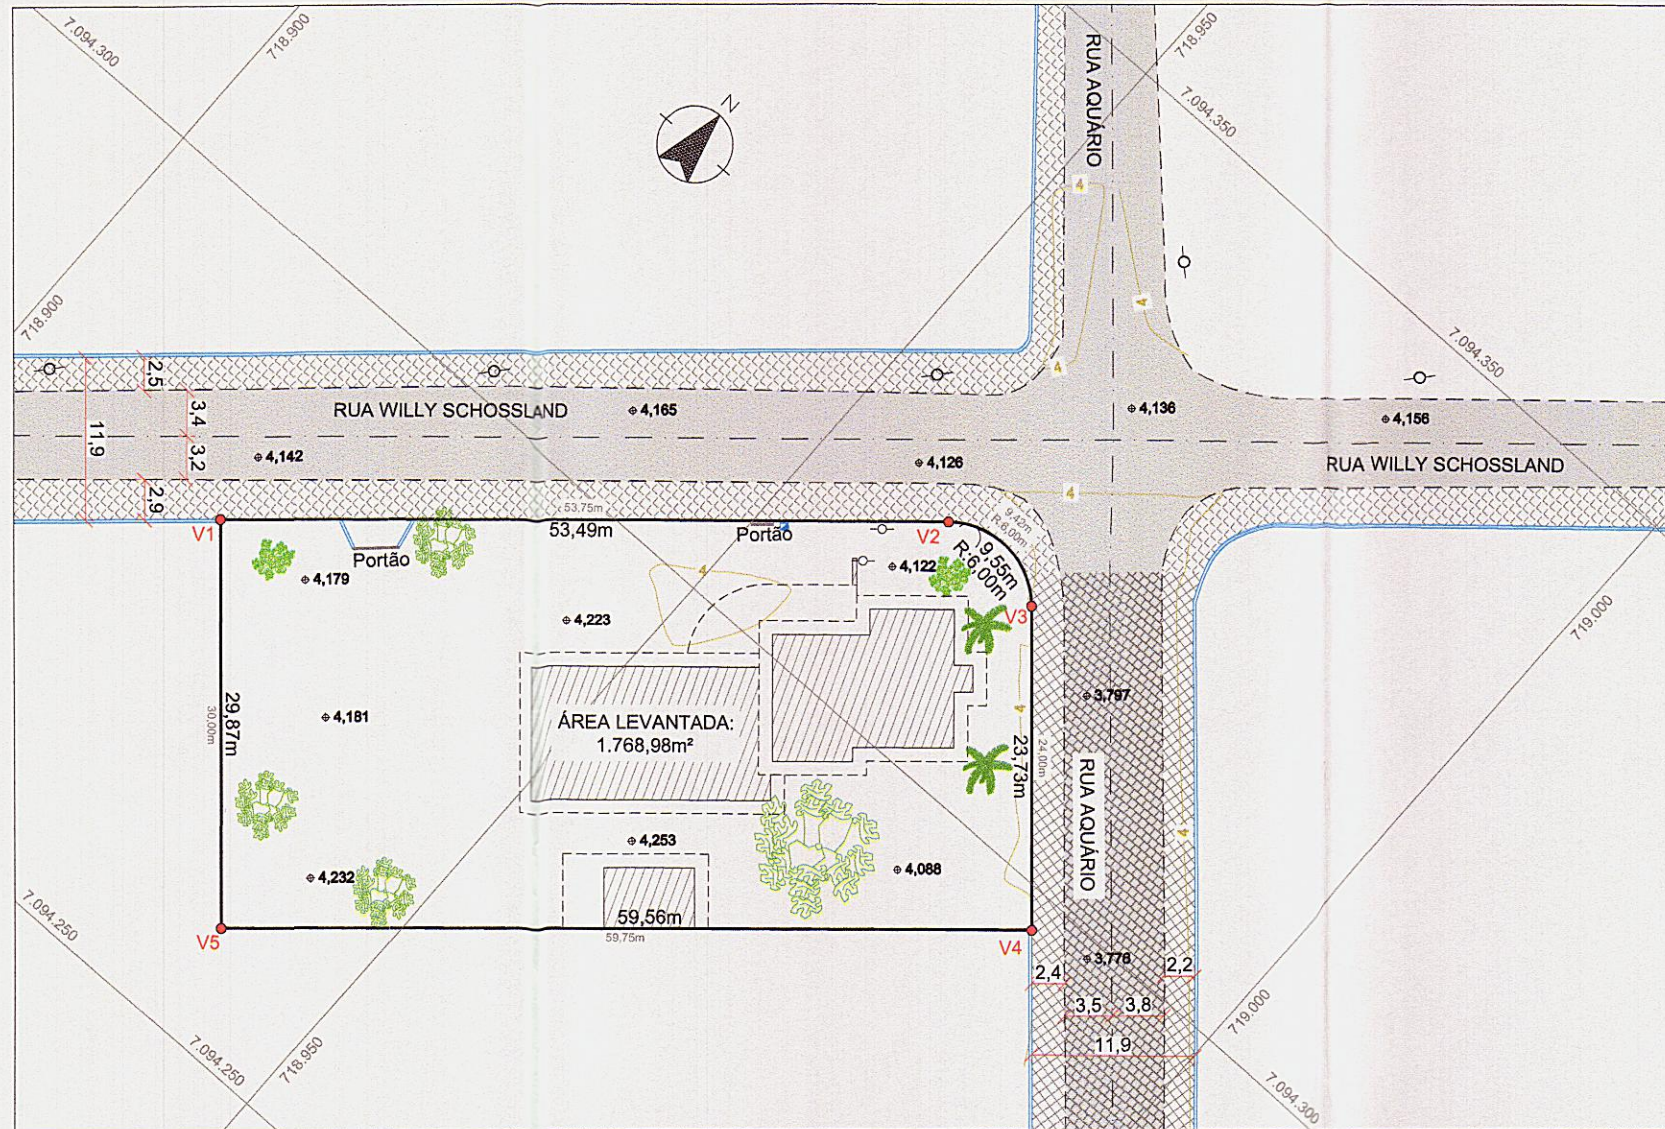 7.094.300
718.900
718.950
7.094.350
N
RUA AQUÁRIO
4
4
4
718.900
7.094.350
2,5
3,4
3,2
2,9
11,9
RUA WILLY SCHOSSLAND
4,165
4,136
4,156
4,142
4,126
RUA WILLY SCHOSSLAND
4
V1
53.75m
53,49m
Portão
Portão
V2
9.42m
R:6,00m
9,55m
R:6,00m
V3
4,179
4
4,122
4,223
719.000
29,87m
30,00m
4,181
ÁREA LEVANTADA:
1.768,98m²
3,797
4
23,73m
24,00m
RUA AQUÁRIO
4
4,253
4,232
4,088
59,56m
59,75m
V5
V4
7.094.250
7.094.250
718.950
3,778
2,4
2,2
3,5
3,8
11,9
719.000
7.094.300